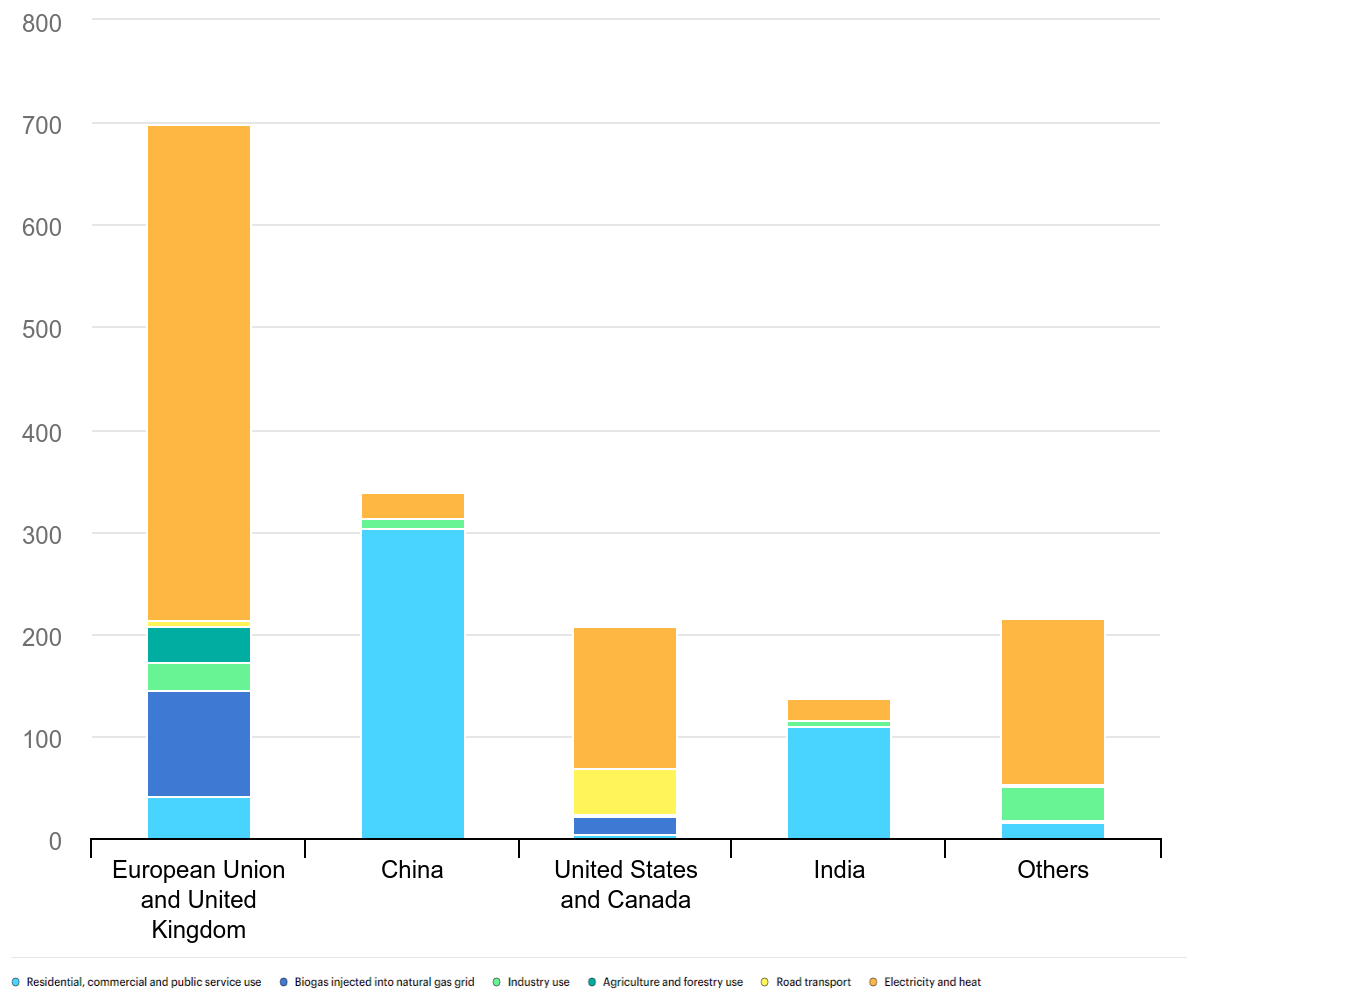 800
700
600
500
400
300
200
100
0
European Union China United States India Others
and United and Canada
Kingdom
Residential, commercial and public service use Biogas injected into natural gas grid Industry use Agriculture and forestry use Road transport Electricity and heat